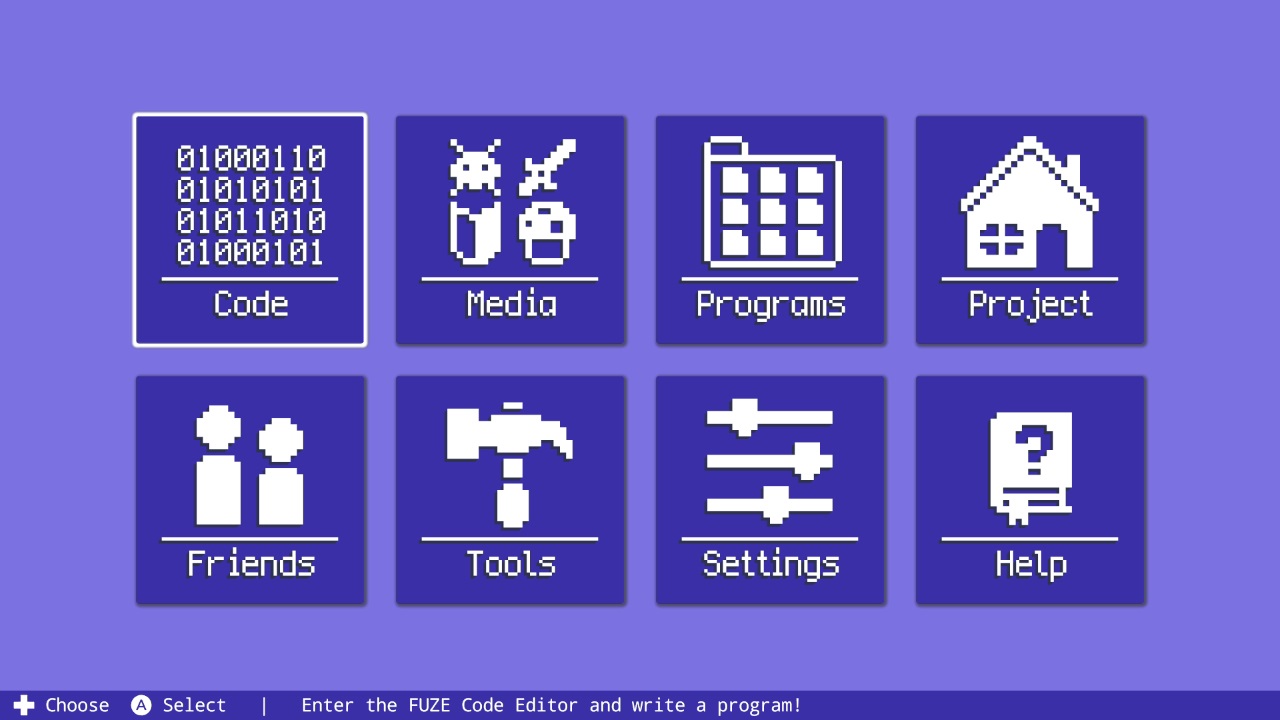 01000110
01010101
01011010
01000101
Code
Media
Programs
Project
Friends
Tools
Settings
?
Help
Choose A Select | Enter the FUZE Code Editor and write a program!